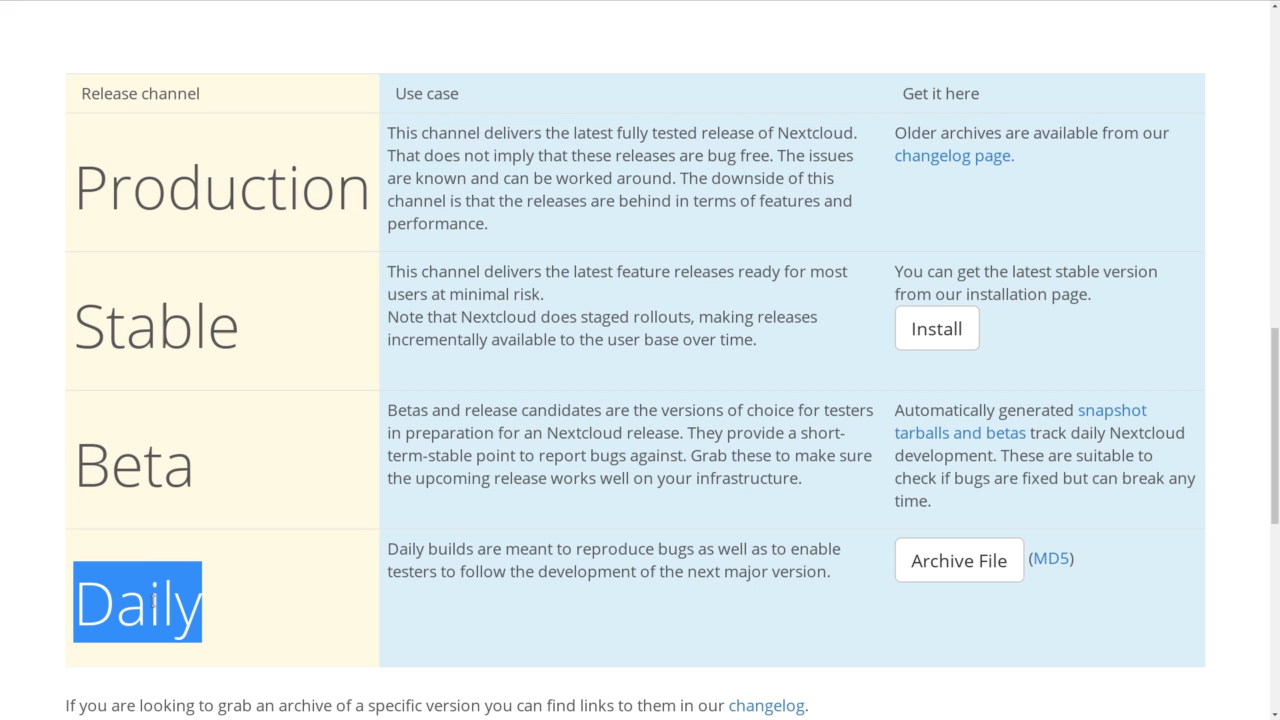 Release channel
Use case
Get it here
Production
This channel delivers the latest fully tested release of Nextcloud.
That does not imply that these releases are bug free. The issues
are known and can be worked around. The downside of this
channel is that the releases are behind in terms of features and
performance.
Older archives are available from our
changelog page.
Stable
This channel delivers the latest feature releases ready for most
users at minimal risk.
Note that Nextcloud does staged rollouts, making releases
incrementally available to the user base over time.
You can get the latest stable version
from our installation page.
Install
Beta
Betas and release candidates are the versions of choice for testers
in preparation for an Nextcloud release. They provide a short-
term-stable point to report bugs against. Grab these to make sure
the upcoming release works well on your infrastructure.
Automatically generated snapshot
tarballs and betas track daily Nextcloud
development. These are suitable to
check if bugs are fixed but can break any
time.
Daily
Daily builds are meant to reproduce bugs as well as to enable
testers to follow the development of the next major version.
Archive File (MD5)
If you are looking to grab an archive of a specific version you can find links to them in our changelog.